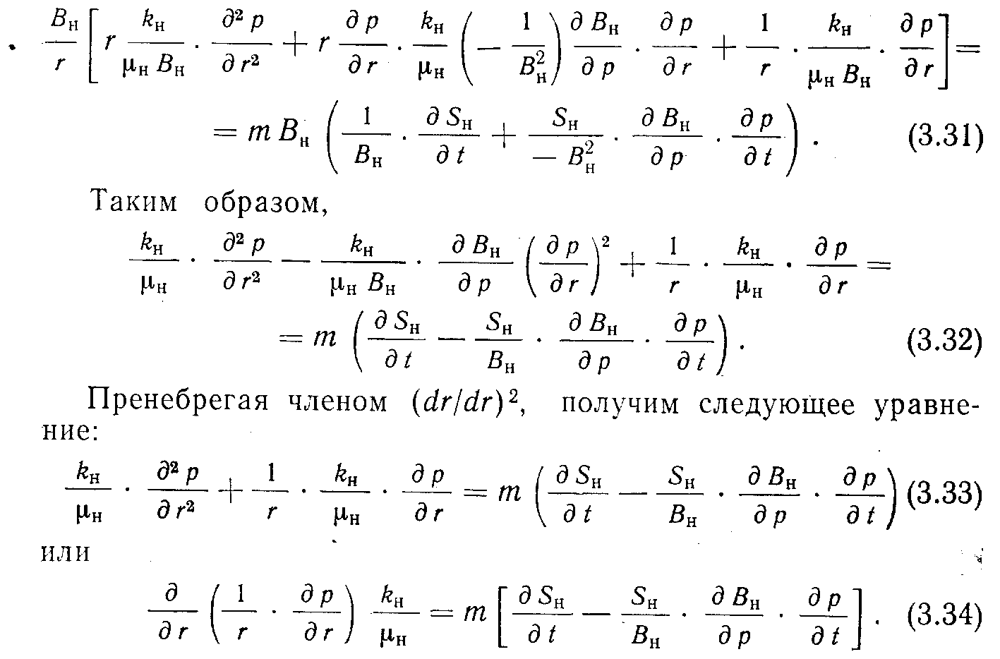 $\frac{B_н}{r} \left[ r \frac{k_н}{\mu_н B_н} \cdot \frac{\partial^2 p}{\partial r^2} + r \frac{\partial p}{\partial r} \cdot \frac{k_н}{\mu_н} \left( - \frac{1}{B_н^2} \right) \frac{\partial B_н}{\partial p} \cdot \frac{\partial p}{\partial r} + \frac{1}{r} \cdot \frac{k_н}{\mu_н B_н} \cdot \frac{\partial p}{\partial r} \right] =$
$= m B_н \left( \frac{1}{B_н} \cdot \frac{\partial S_н}{\partial t} + \frac{S_н}{- B_н^2} \cdot \frac{\partial B_н}{\partial p} \cdot \frac{\partial p}{\partial t} \right) .$ (3.31)
Таким образом,
$\frac{k_н}{\mu_н} \cdot \frac{\partial^2 p}{\partial r^2} - \frac{k_н}{\mu_н B_н} \cdot \frac{\partial B_н}{\partial p} \left( \frac{\partial p}{\partial r} \right)^2 + \frac{1}{r} \cdot \frac{k_н}{\mu_н} \cdot \frac{\partial p}{\partial r} =$
$= m \left( \frac{\partial S_н}{\partial t} - \frac{S_н}{B_н} \cdot \frac{\partial B_н}{\partial p} \cdot \frac{\partial p}{\partial t} \right) .$ (3.32)
Пренебрегая членом $(dr/dr)^2$, получим следующее уравне-
ние:
$\frac{k_н}{\mu_н} \cdot \frac{\partial^2 p}{\partial r^2} + \frac{1}{r} \cdot \frac{k_н}{\mu_н} \cdot \frac{\partial p}{\partial r} = m \left( \frac{\partial S_н}{\partial t} - \frac{S_н}{B_н} \cdot \frac{\partial B_н}{\partial p} \cdot \frac{\partial p}{\partial t} \right)$ (3.33)
или
$\frac{\partial}{\partial r} \left( \frac{1}{r} \cdot \frac{\partial p}{\partial r} \right) \frac{k_н}{\mu_н} = m \left[ \frac{\partial S_н}{\partial t} - \frac{S_н}{B_н} \cdot \frac{\partial B_н}{\partial p} \cdot \frac{\partial p}{\partial t} \right] .$ (3.34)